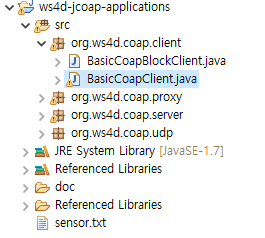 ws4d-jcoap-applications
src
org.ws4d.coap.client
BasicCoapBlockClient.java
BasicCoapClient.java
org.ws4d.coap.proxy
org.ws4d.coap.server
org.ws4d.coap.udp
JRE System Library [JavaSE-1.7]
Referenced Libraries
doc
Referenced Libraries
sensor.txt